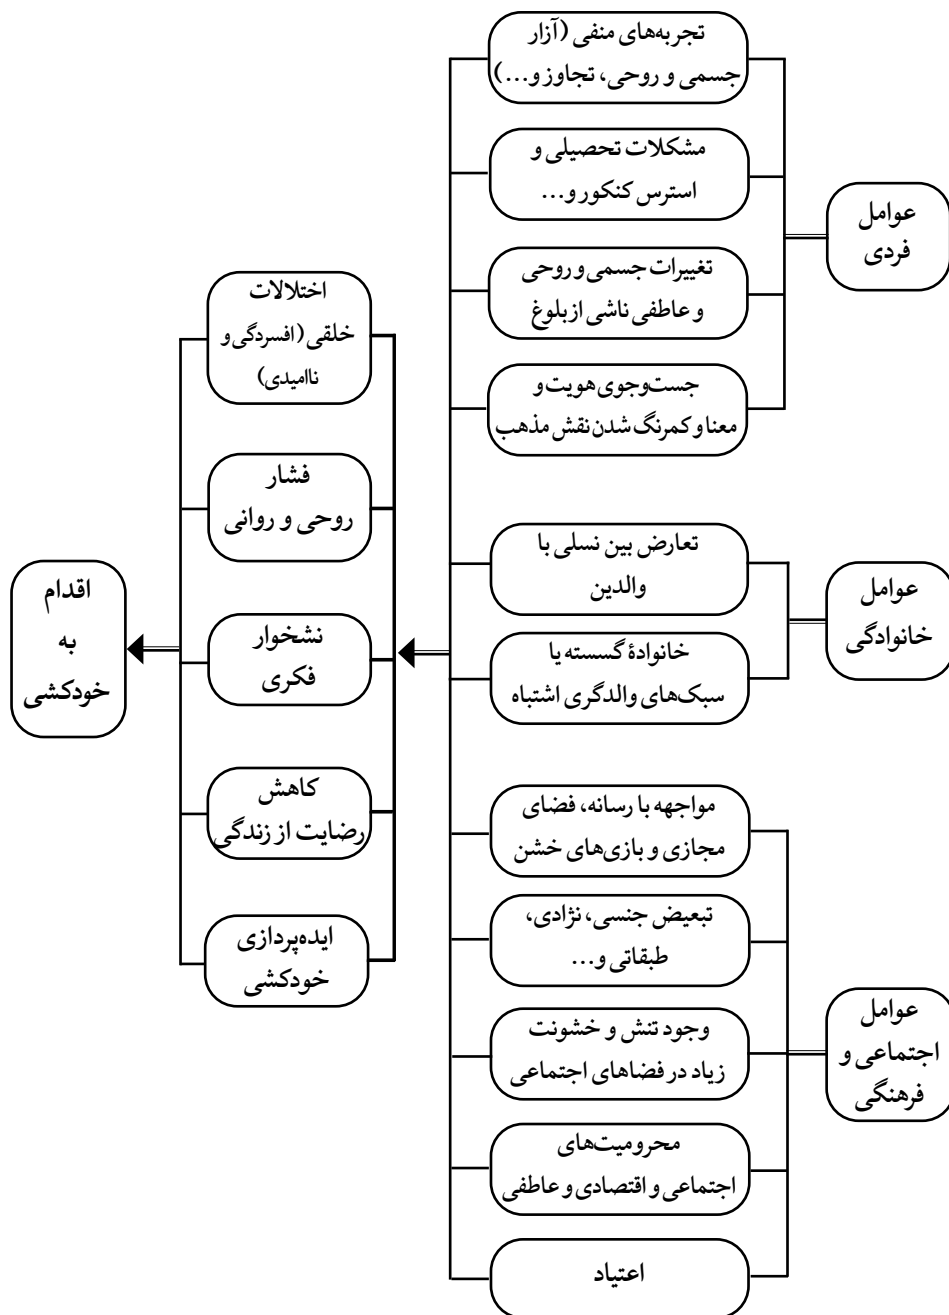 عوامل
فردی
تجربه‌های منفی (آزار
جسمی و روحی، تجاوز و...)
مشکلات تحصیلی و
استرس کنکور و...
تغییرات جسمی و روحی
و عاطفی ناشی از بلوغ
جست‌وجوی هویت و
معنا و کمرنگ شدن نقش مذهب
عوامل
خانوادگی
تعارض بین نسلی با
والدین
خانوادهٔ گسسته یا
سبک‌های والدگری اشتباه
عوامل
اجتماعی و
فرهنگی
مواجهه با رسانه، فضای
مجازی و بازی‌های خشن
تبعیض جنسی، نژادی،
طبقاتی و...
وجود تنش و خشونت
زیاد در فضاهای اجتماعی
محرومیت‌های
اجتماعی و اقتصادی و عاطفی
اعتیاد
اختلالات
خلقی (افسردگی و
ناامیدی)
فشار
روحی و روانی
نشخوار
فکری
کاهش
رضایت از زندگی
ایده‌پردازی
خودکشی
اقدام
به
خودکشی